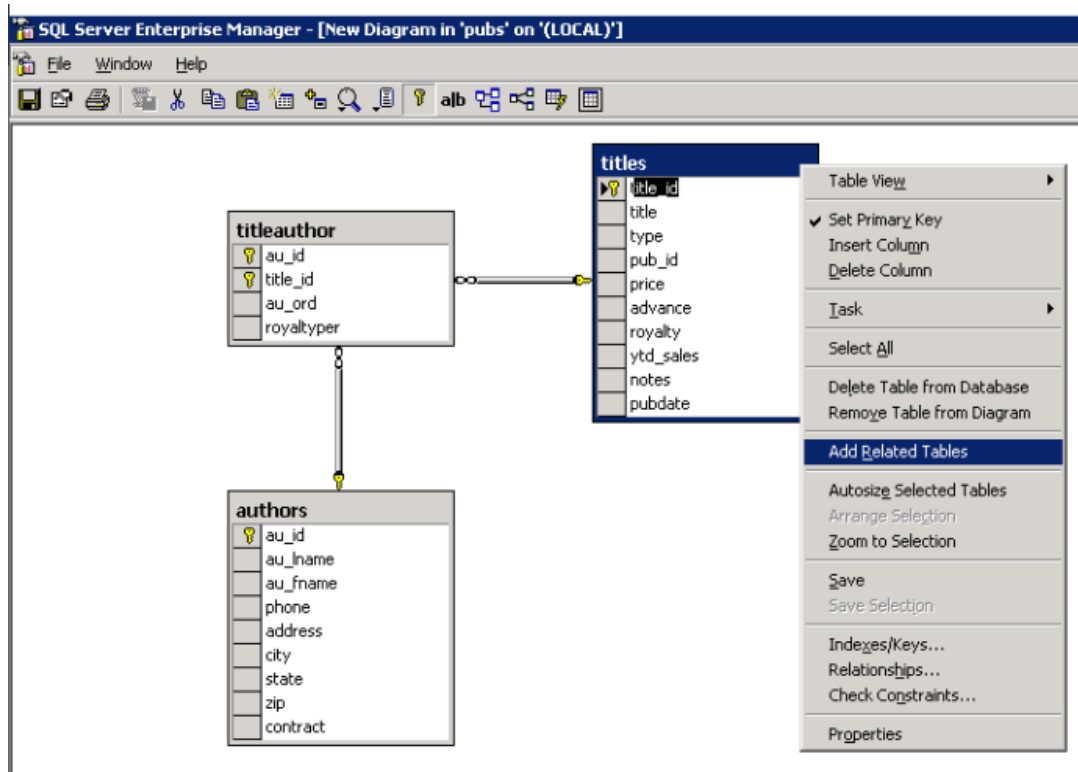 SQL Server Enterprise Manager - [New Diagram in 'pubs' on '(LOCAL)']
File Window Help
a|b
titles
title_id
title
type
pub_id
price
advance
royalty
ytd_sales
notes
pubdate
titleauthor
au_id
title_id
au_ord
royaltyper
authors
au_id
au_lname
au_fname
phone
address
city
state
zip
contract
Table View
Set Primary Key
Insert Column
Delete Column
Task
Select All
Delete Table from Database
Remove Table from Diagram
Add Related Tables
Autosize Selected Tables
Arrange Selection
Zoom to Selection
Save
Save Selection
Indexes/Keys...
Relationships...
Check Constraints...
Properties